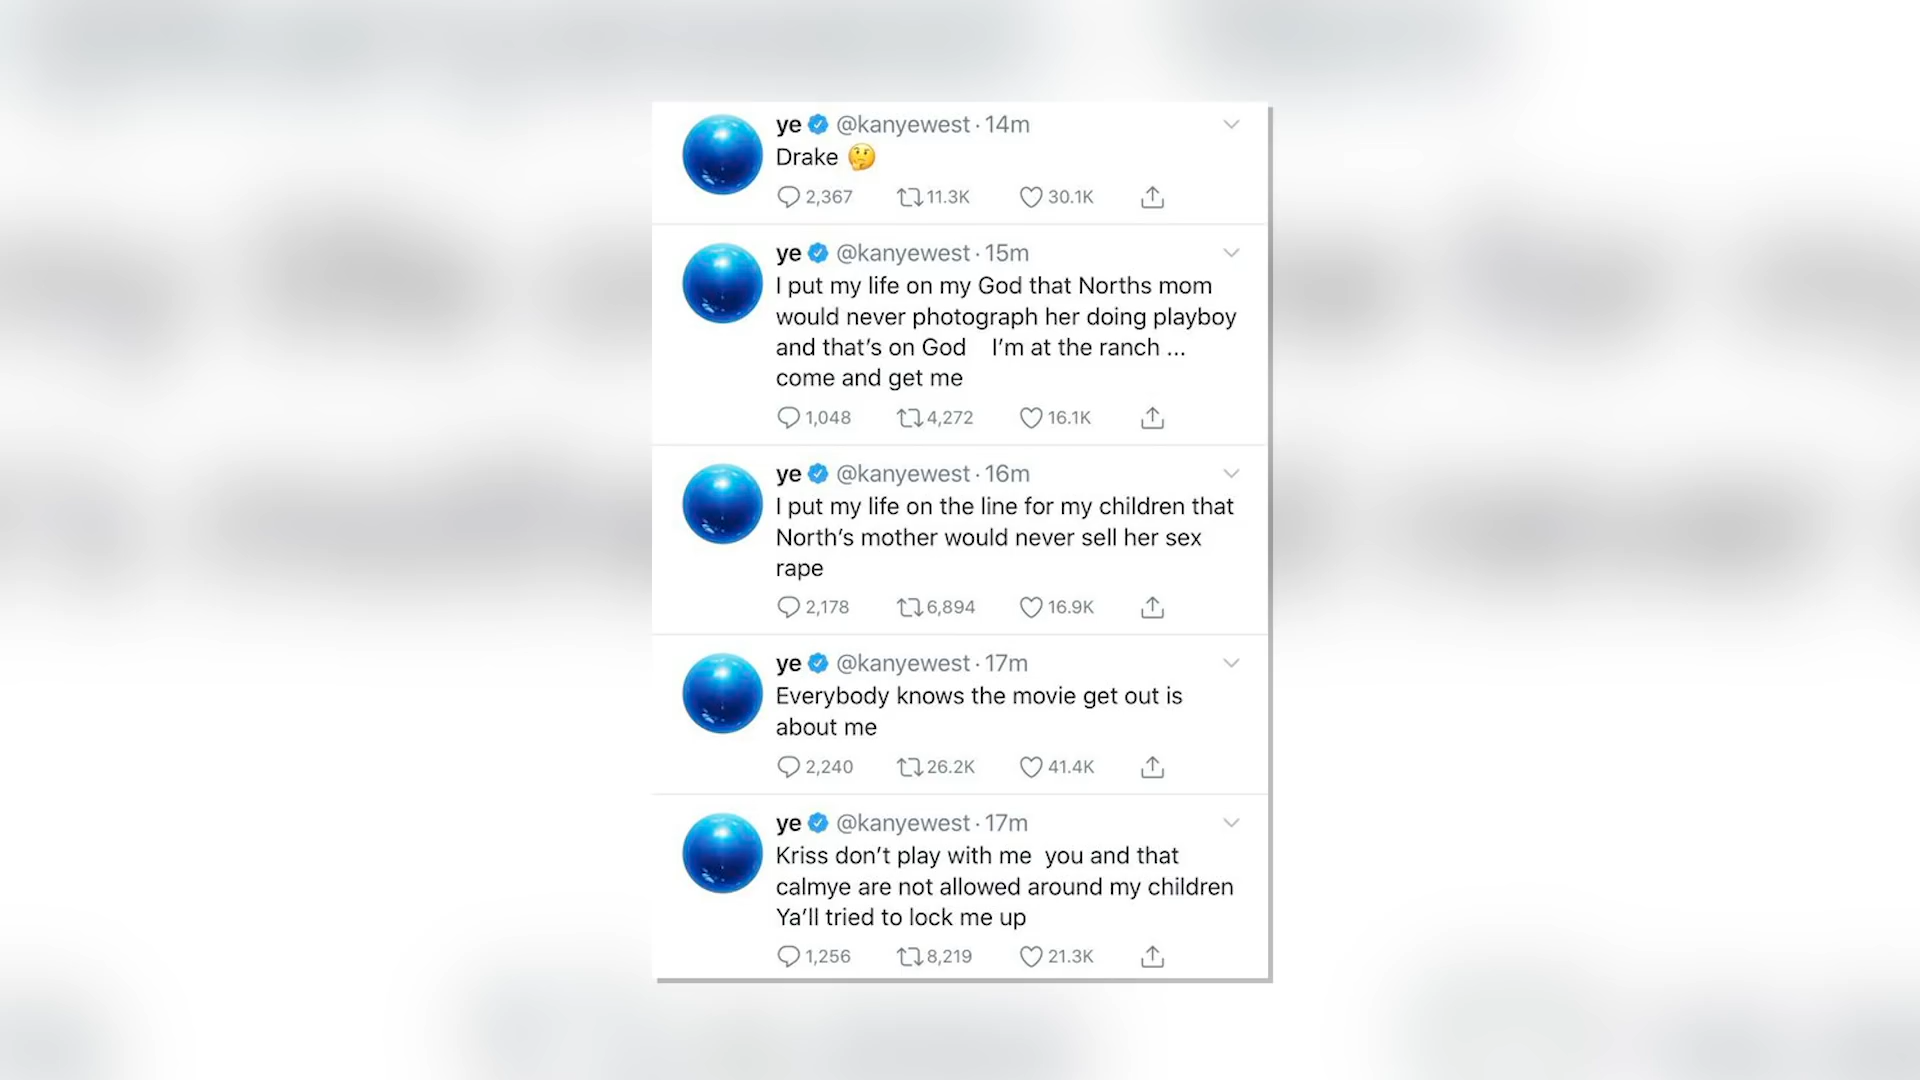 ye @kanyewest · 14m
Drake 🤔
2,367 11.3K 30.1K
ye @kanyewest · 15m
I put my life on my God that Norths mom
would never photograph her doing playboy
and that's on God I'm at the ranch ...
come and get me
1,048 4,272 16.1K
ye @kanyewest · 16m
I put my life on the line for my children that
North's mother would never sell her sex
rape
2,178 6,894 16.9K
ye @kanyewest · 17m
Everybody knows the movie get out is
about me
2,240 26.2K 41.4K
ye @kanyewest · 17m
Kriss don't play with me you and that
calmye are not allowed around my children
Ya'll tried to lock me up
1,256 8,219 21.3K